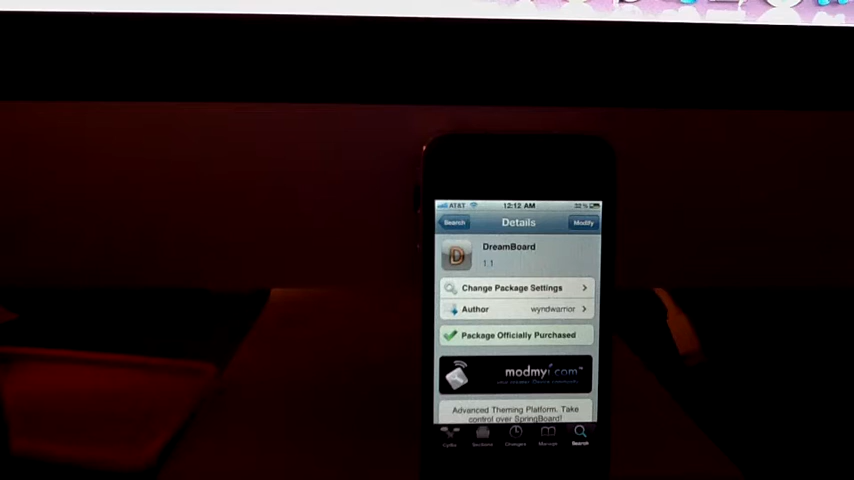 AT&T 12:12 AM
Search Details Modify
DreamBoard
1.1
Change Package Settings
Author wyndwarrior
Package Officially Purchased
modmyi.com
Advanced Theming Platform. Take
control over SpringBoard!
Cydia Sections Changes Manage Search